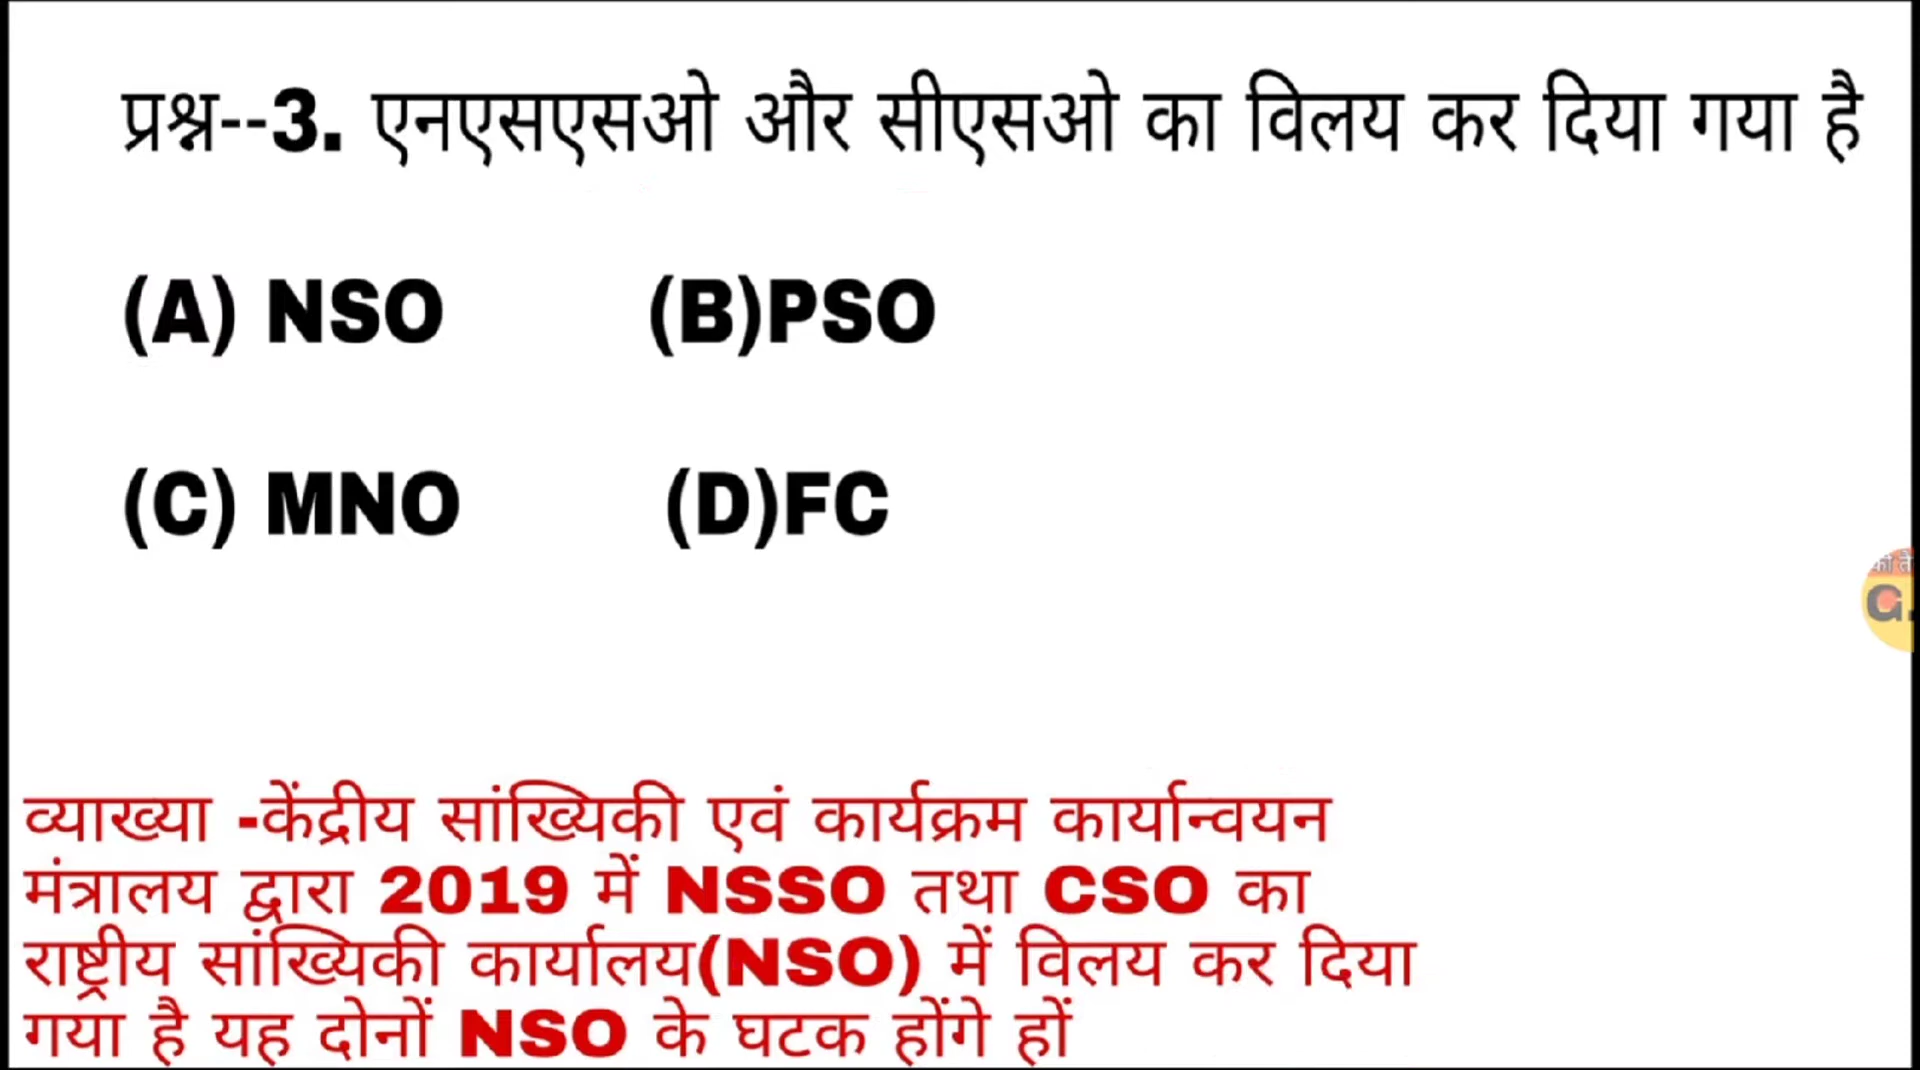 प्रश्न--3. एनएसएसओ और सीएसओ का विलय कर दिया गया है
(A) NSO (B)PSO
(C) MNO (D)FC
व्याख्या -केंद्रीय सांख्यिकी एवं कार्यक्रम कार्यान्वयन
मंत्रालय द्वारा 2019 में NSSO तथा CSO का
राष्ट्रीय सांख्यिकी कार्यालय(NSO) में विलय कर दिया
गया है यह दोनों NSO के घटक होंगे हों